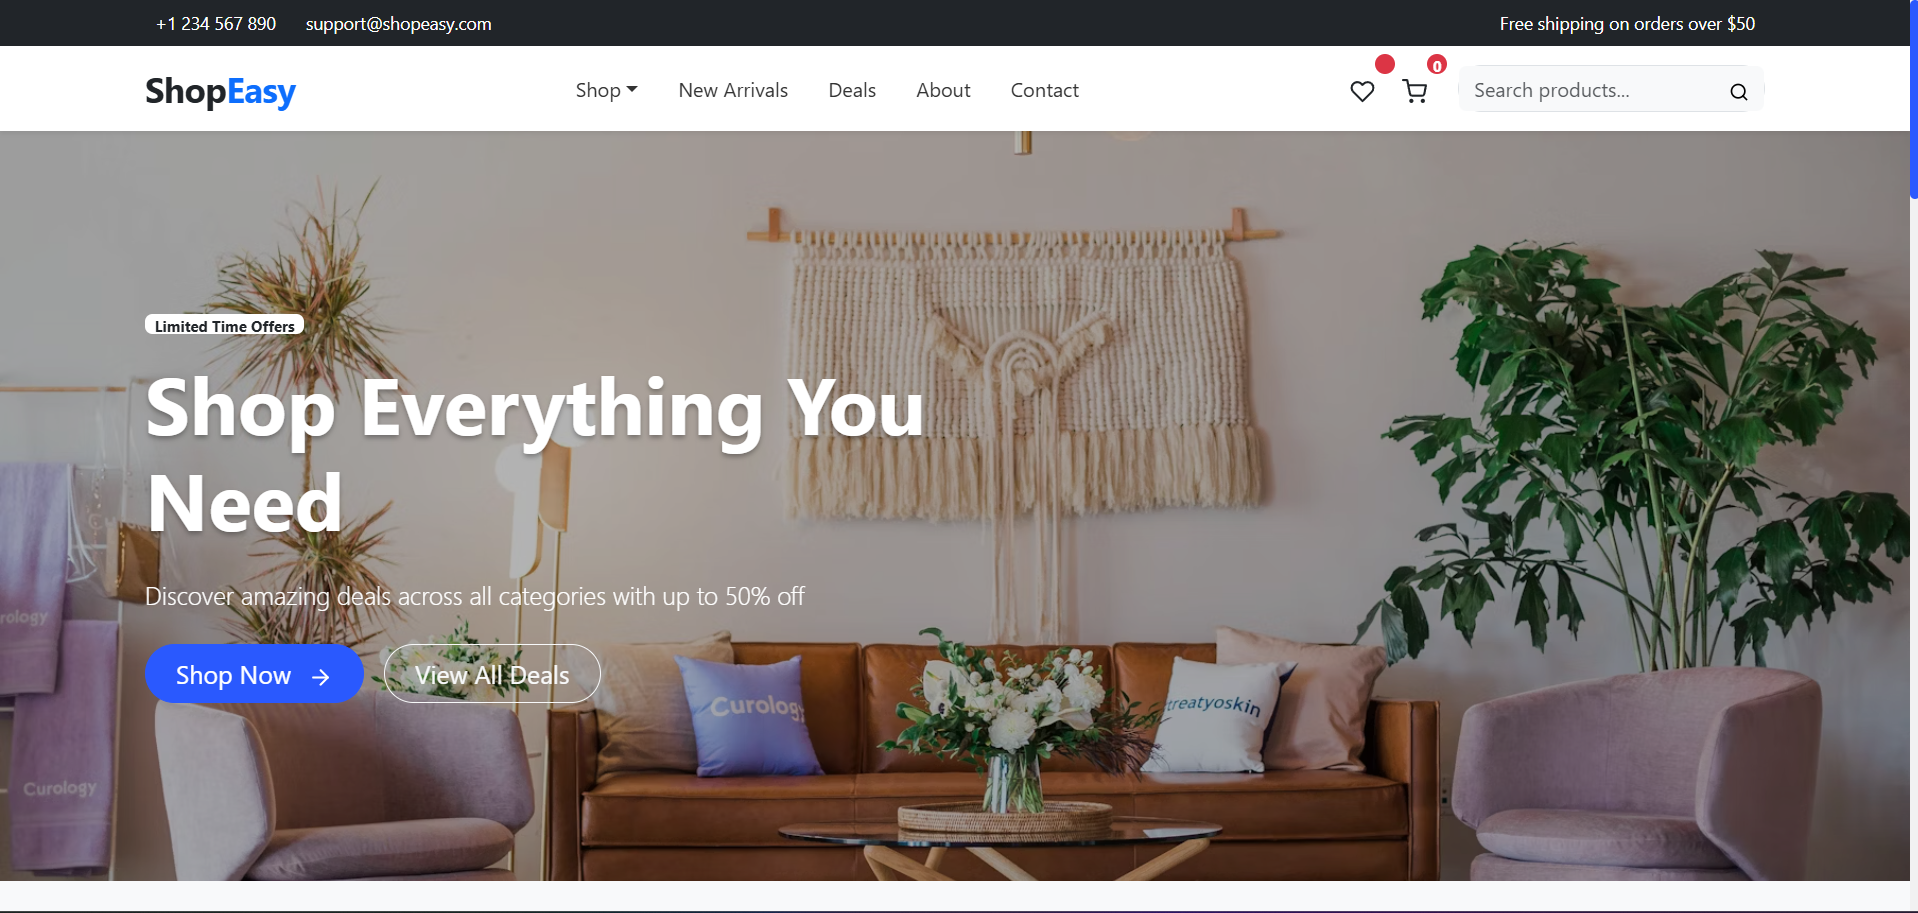 +1 234 567 890 support@shopeasy.com Free shipping on orders over $50
ShopEasy Shop New Arrivals Deals About Contact 0 Search products...
Limited Time Offers
Shop Everything You
Need
Discover amazing deals across all categories with up to 50% off
Shop Now View All Deals
Curology
treatyoskin
Curology